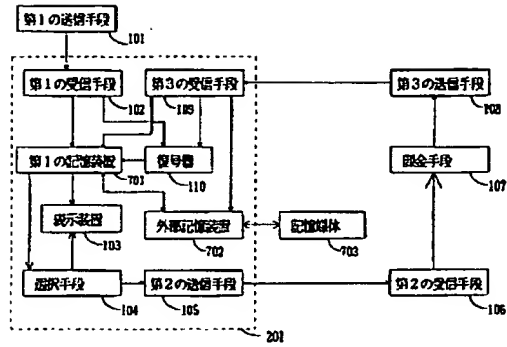 第1の送信手段
101
第1の受信手段
102
第3の受信手段
109
第3の送信手段
108
第1の記憶装置
701
復号器
110
課金手段
107
表示装置
103
外部記憶装置
702
記憶媒体
703
選択手段
104
第2の送信手段
105
第2の受信手段
106
201